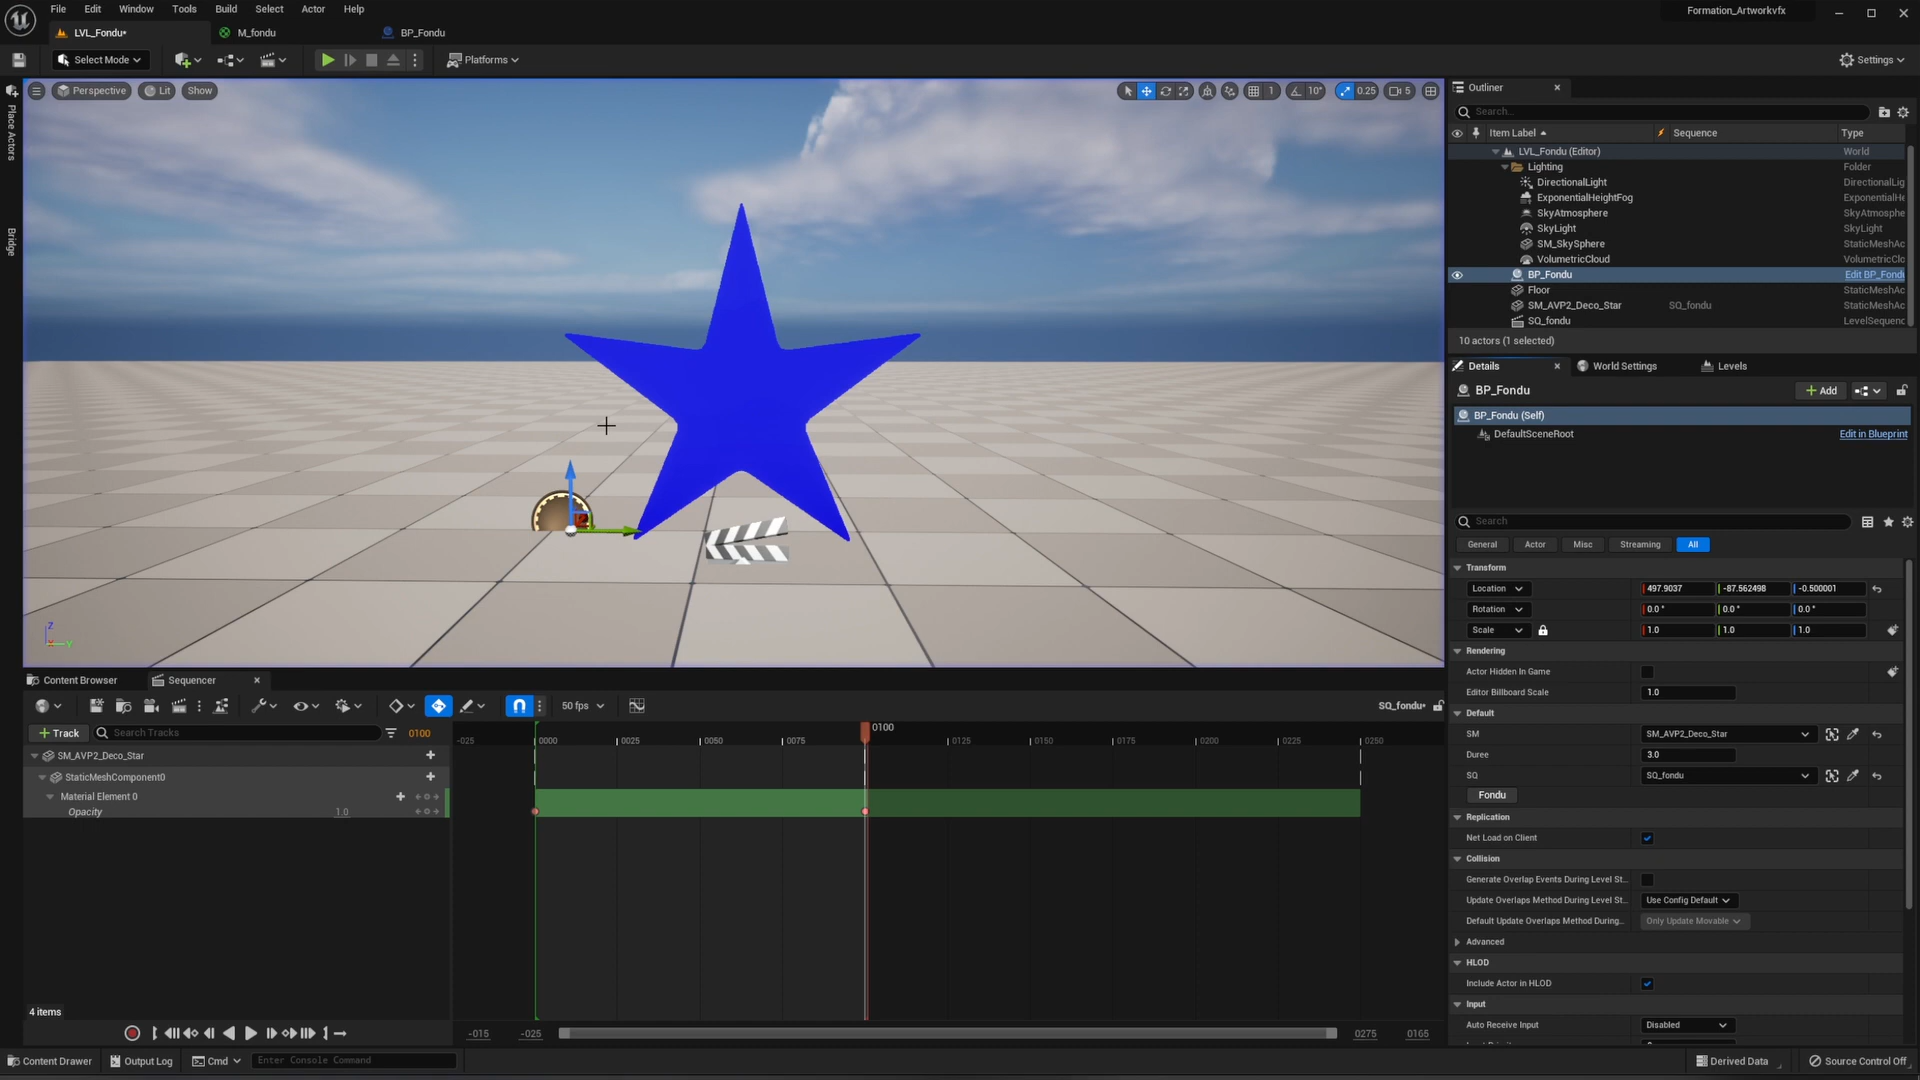 File Edit Window Tools Build Select Actor Help
Formation_Artworkvfx
LVL_Fondu* M_fondu BP_Fondu
Select Mode Platforms Settings
Perspective Lit Show 1 10° 0.25 5
Place Actors
Bridge
Outliner
Search...
Item Label Sequence Type
LVL_Fondu (Editor) World
Lighting Folder
DirectionalLight DirectionalLig
ExponentialHeightFog ExponentialHe
SkyAtmosphere SkyAtmosphe
SkyLight SkyLight
SM_SkySphere StaticMeshAc
VolumetricCloud VolumetricClo
BP_Fondu Edit BP_Fondu
Floor StaticMeshAc
SM_AVP2_Deco_Star SQ_fondu StaticMeshAc
SQ_fondu LevelSequenc
10 actors (1 selected)
Details World Settings Levels
BP_Fondu Add
BP_Fondu (Self)
DefaultSceneRoot Edit in Blueprint
Search
General Actor Misc Streaming All
Transform
Location 497.9037 -87.562498 -0.500001
Rotation 0.0° 0.0° 0.0°
Scale 1.0 1.0 1.0
Rendering
Actor Hidden In Game
Editor Billboard Scale 1.0
Default
SM SM_AVP2_Deco_Star
Duree 3.0
SQ SQ_fondu
Fondu
Replication
Net Load on Client
Collision
Generate Overlap Events During Level St...
Update Overlaps Method During Level St... Use Config Default
Default Update Overlaps Method During... Only Update Movable
Advanced
HLOD
Include Actor in HLOD
Input
Auto Receive Input Disabled
Z
Y
Content Browser Sequencer
50 fps SQ_fondu*
Track Search Tracks 0100
0100
-025 0000 0025 0050 0075 0125 0150 0175 0200 0225 0250
SM_AVP2_Deco_Star
StaticMeshComponent0
Material Element 0
Opacity 1.0
4 items
-015 -025 0275 0165
Content Drawer Output Log Cmd Enter Console Command Derived Data Source Control Off